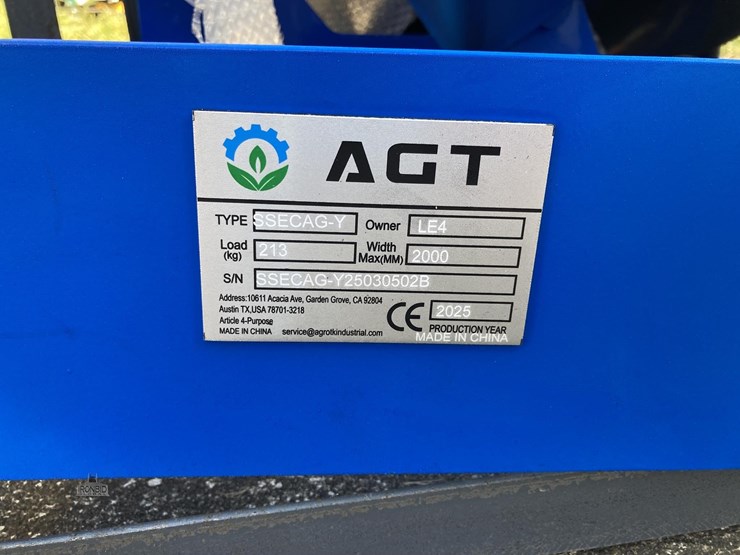 AGT
TYPE SSECAG-Y Owner LE4
Load (kg) 213 Width Max(MM) 2000
S/N SSECAG-Y25030502B
Address:10611 Acacia Ave, Garden Grove, CA 92804
Austin TX,USA 78701-3218
Article 4-Purpose
MADE IN CHINA service@agrotkindustrial.com
CE 2025
PRODUCTION YEAR
MADE IN CHINA